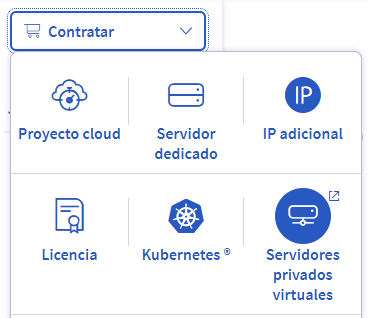 Contratar
Proyecto cloud
Servidor
dedicado
IP
IP adicional
Licencia
Kubernetes ®
Servidores
privados
virtuales